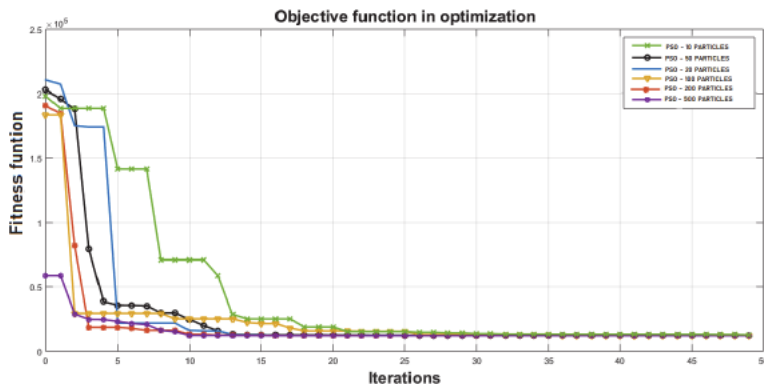 Objective function in optimization
× 10⁵
2.5
2
1.5
1
0.5
0
Fitness funtion
0 5 10 15 20 25 30 35 40 45 50
Iterations
PSO - 10 PARTICLES
PSO - 50 PARTICLES
PSO - 20 PARTICLES
PSO - 100 PARTICLES
PSO - 200 PARTICLES
PSO - 500 PARTICLES